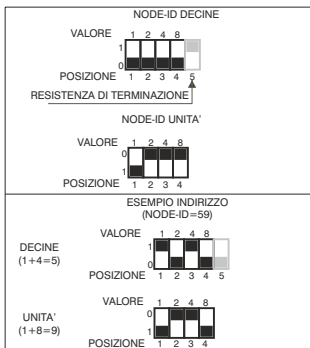 NODE-ID DECINE
VALORE 1 2 4 8
1
0
POSIZIONE 1 2 3 4 5
RESISTENZA DI TERMINAZIONE
NODE-ID UNITA'
VALORE 1 2 4 8
0
1
POSIZIONE 1 2 3 4
ESEMPIO INDIRIZZO
(NODE-ID=59)
VALORE 1 2 4 8
DECINE
(1+4=5)
1
0
POSIZIONE 1 2 3 4 5
VALORE 1 2 4 8
UNITA'
(1+8=9)
0
1
POSIZIONE 1 2 3 4